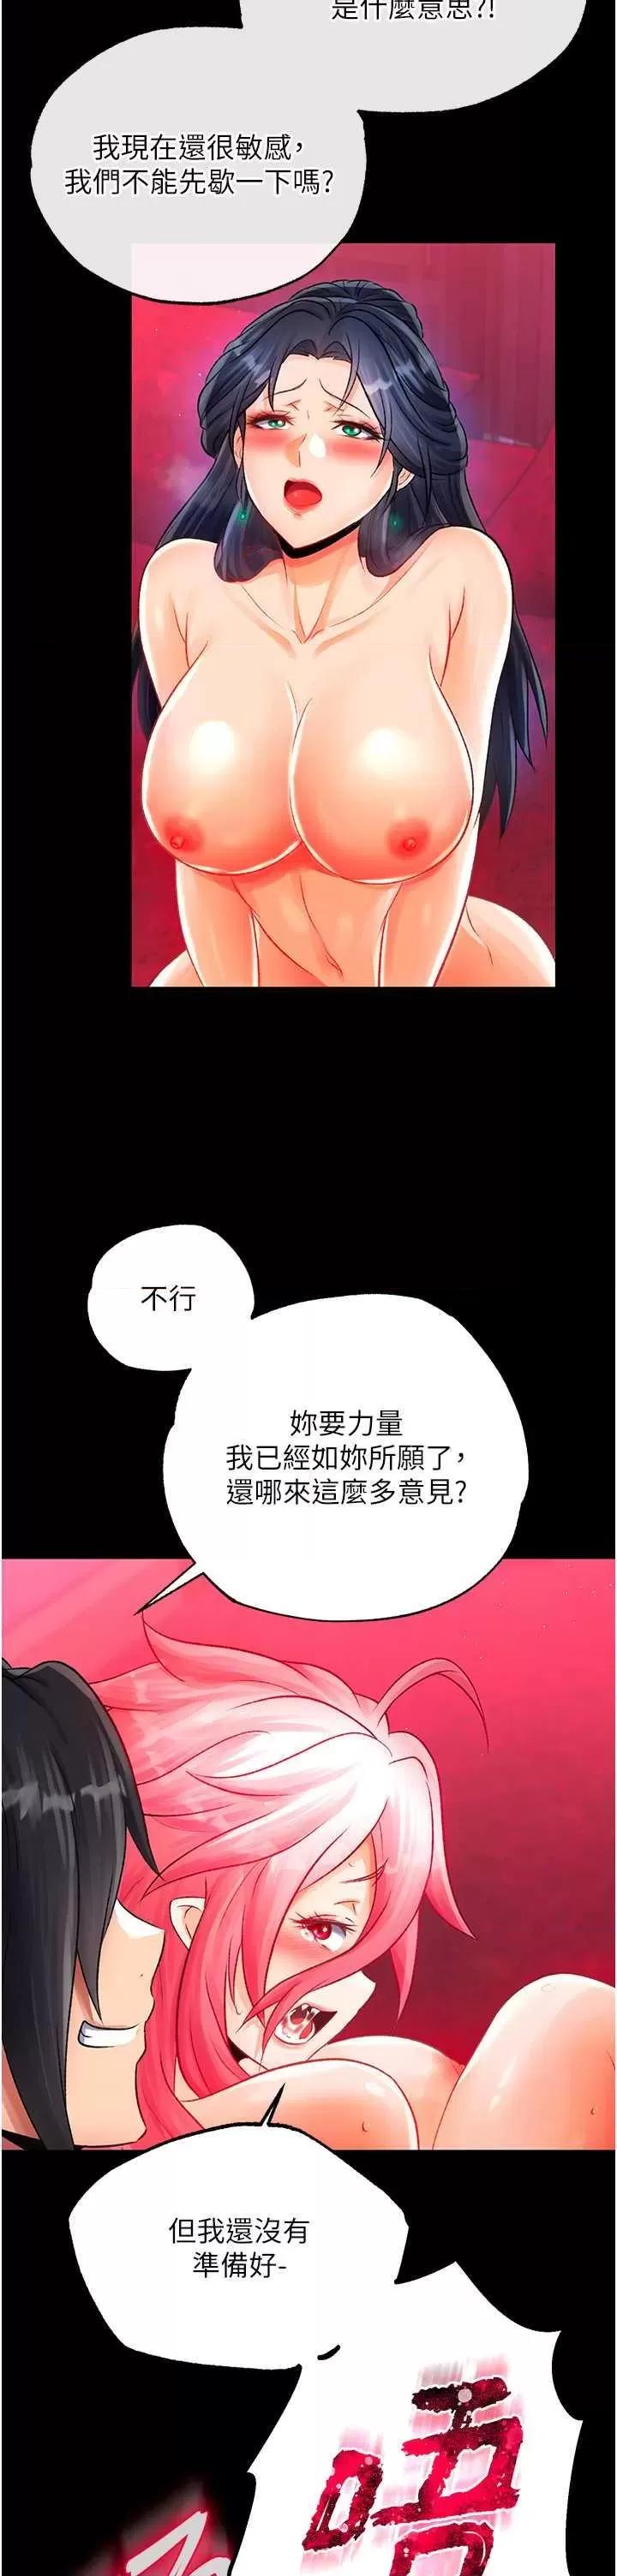 是什麼意思?!
我現在還很敏感,
我們不能先歇一下嗎?
不行
妳要力量
我已經如妳所願了,
還哪來這麼多意見?
但我還沒有
準備好-
唔